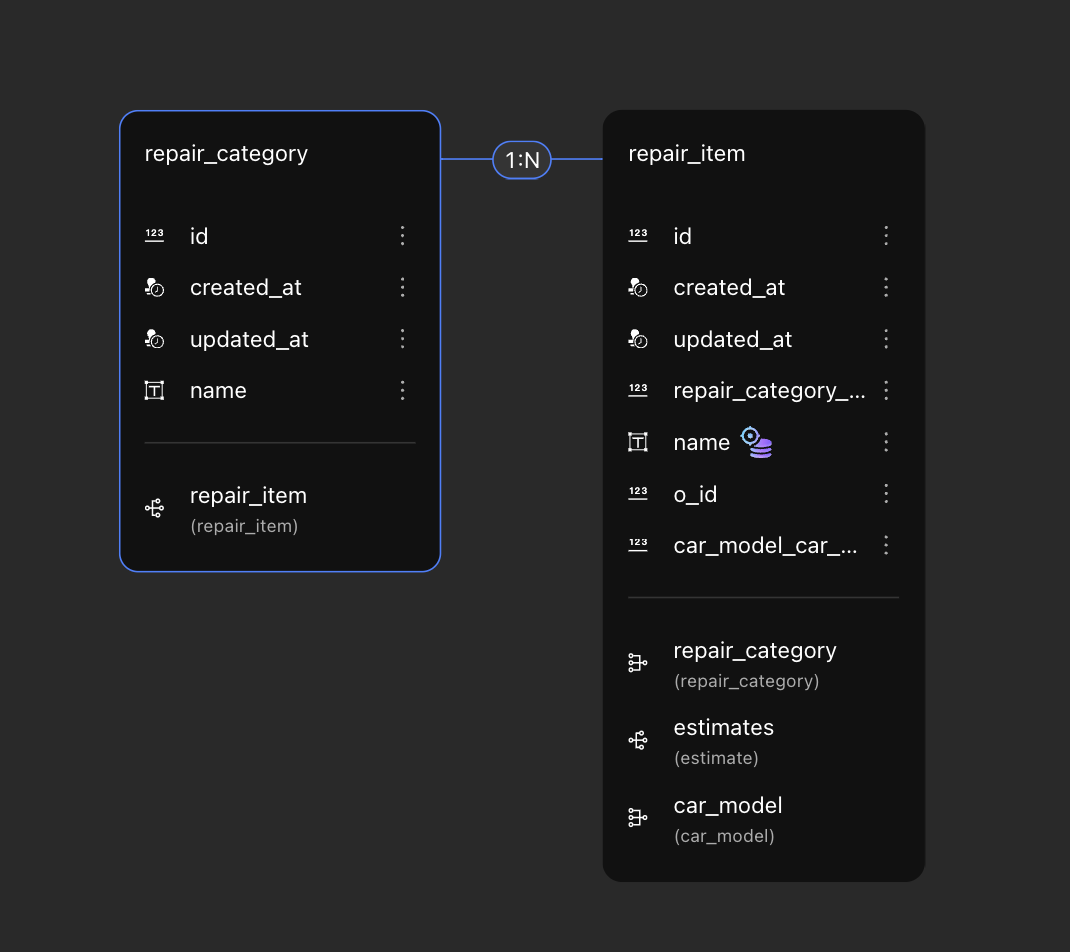 repair_category
1:N
repair_item
123 id
created_at
updated_at
T name
repair_item
(repair_item)
123 id
created_at
updated_at
123 repair_category_...
T name
123 o_id
123 car_model_car_...
repair_category
(repair_category)
estimates
(estimate)
car_model
(car_model)